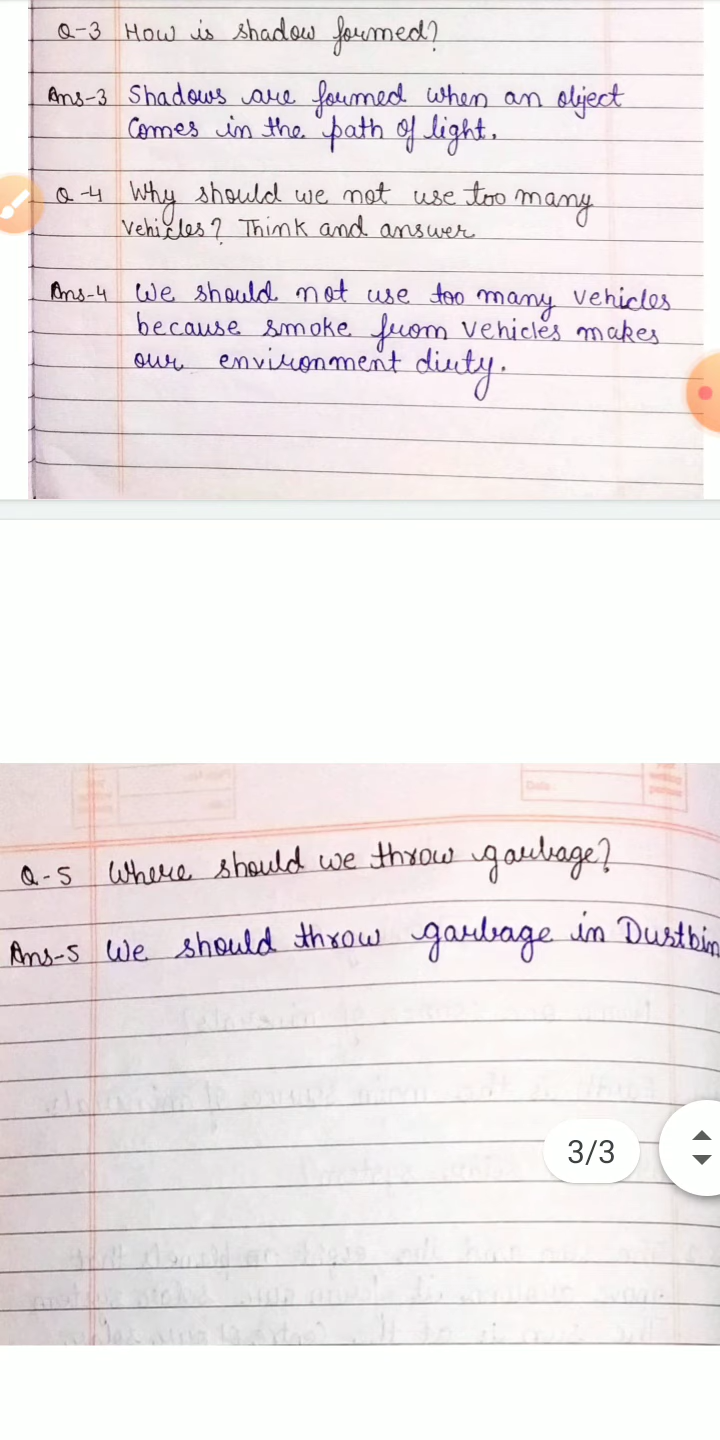 Q-3 How is shadow formed?
Ans-3 Shadows are formed when an object
Comes in the path of light.
Q-4 Why should we not use too many
vehicles? Think and answer
Ans-4 We should not use too many vehicles
because smoke from vehicles makes
our environment dirty.
Date
Q-5 Where should we throw garbage?
Ans-5 We should throw garbage in Dustbin
3/3